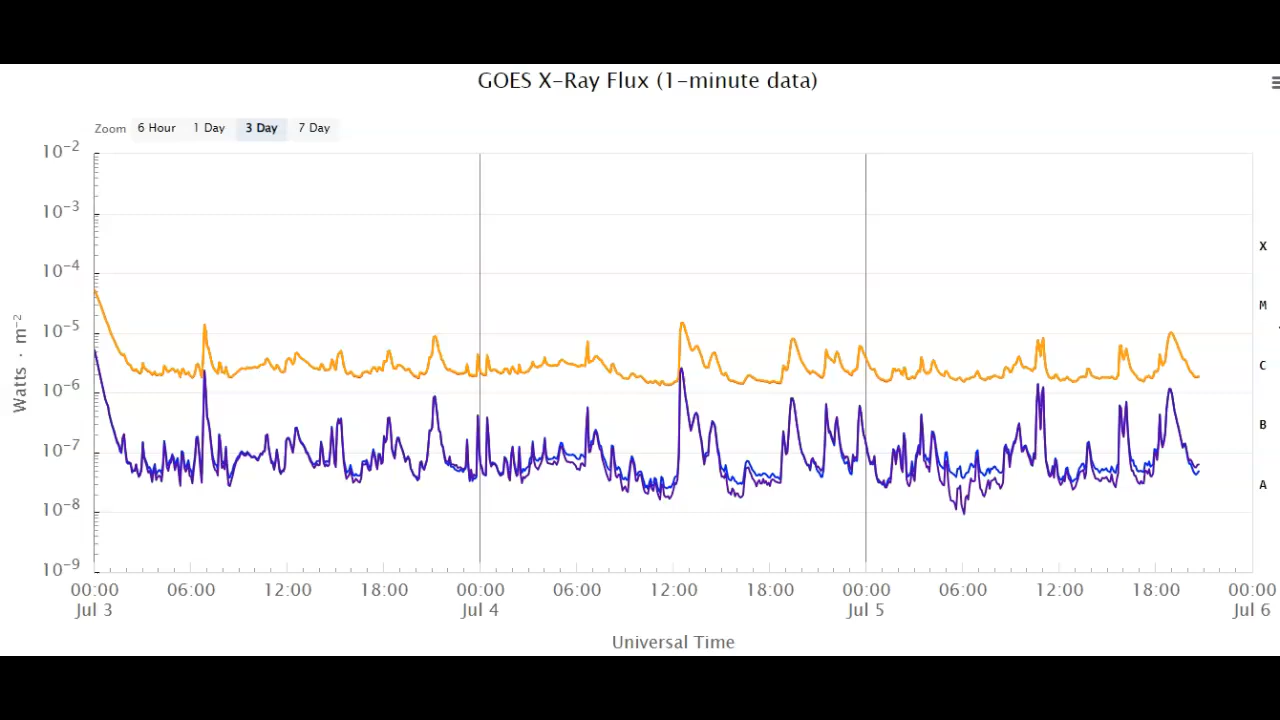 GOES X-Ray Flux (1-minute data)
Zoom 6 Hour 1 Day 3 Day 7 Day
10⁻²
10⁻³
10⁻⁴
10⁻⁵
10⁻⁶
10⁻⁷
10⁻⁸
10⁻⁹
Watts · m⁻²
X
M
C
B
A
00:00 06:00 12:00 18:00 00:00 06:00 12:00 18:00 00:00 06:00 12:00 18:00 00:00
Jul 3 Jul 4 Jul 5 Jul 6
Universal Time